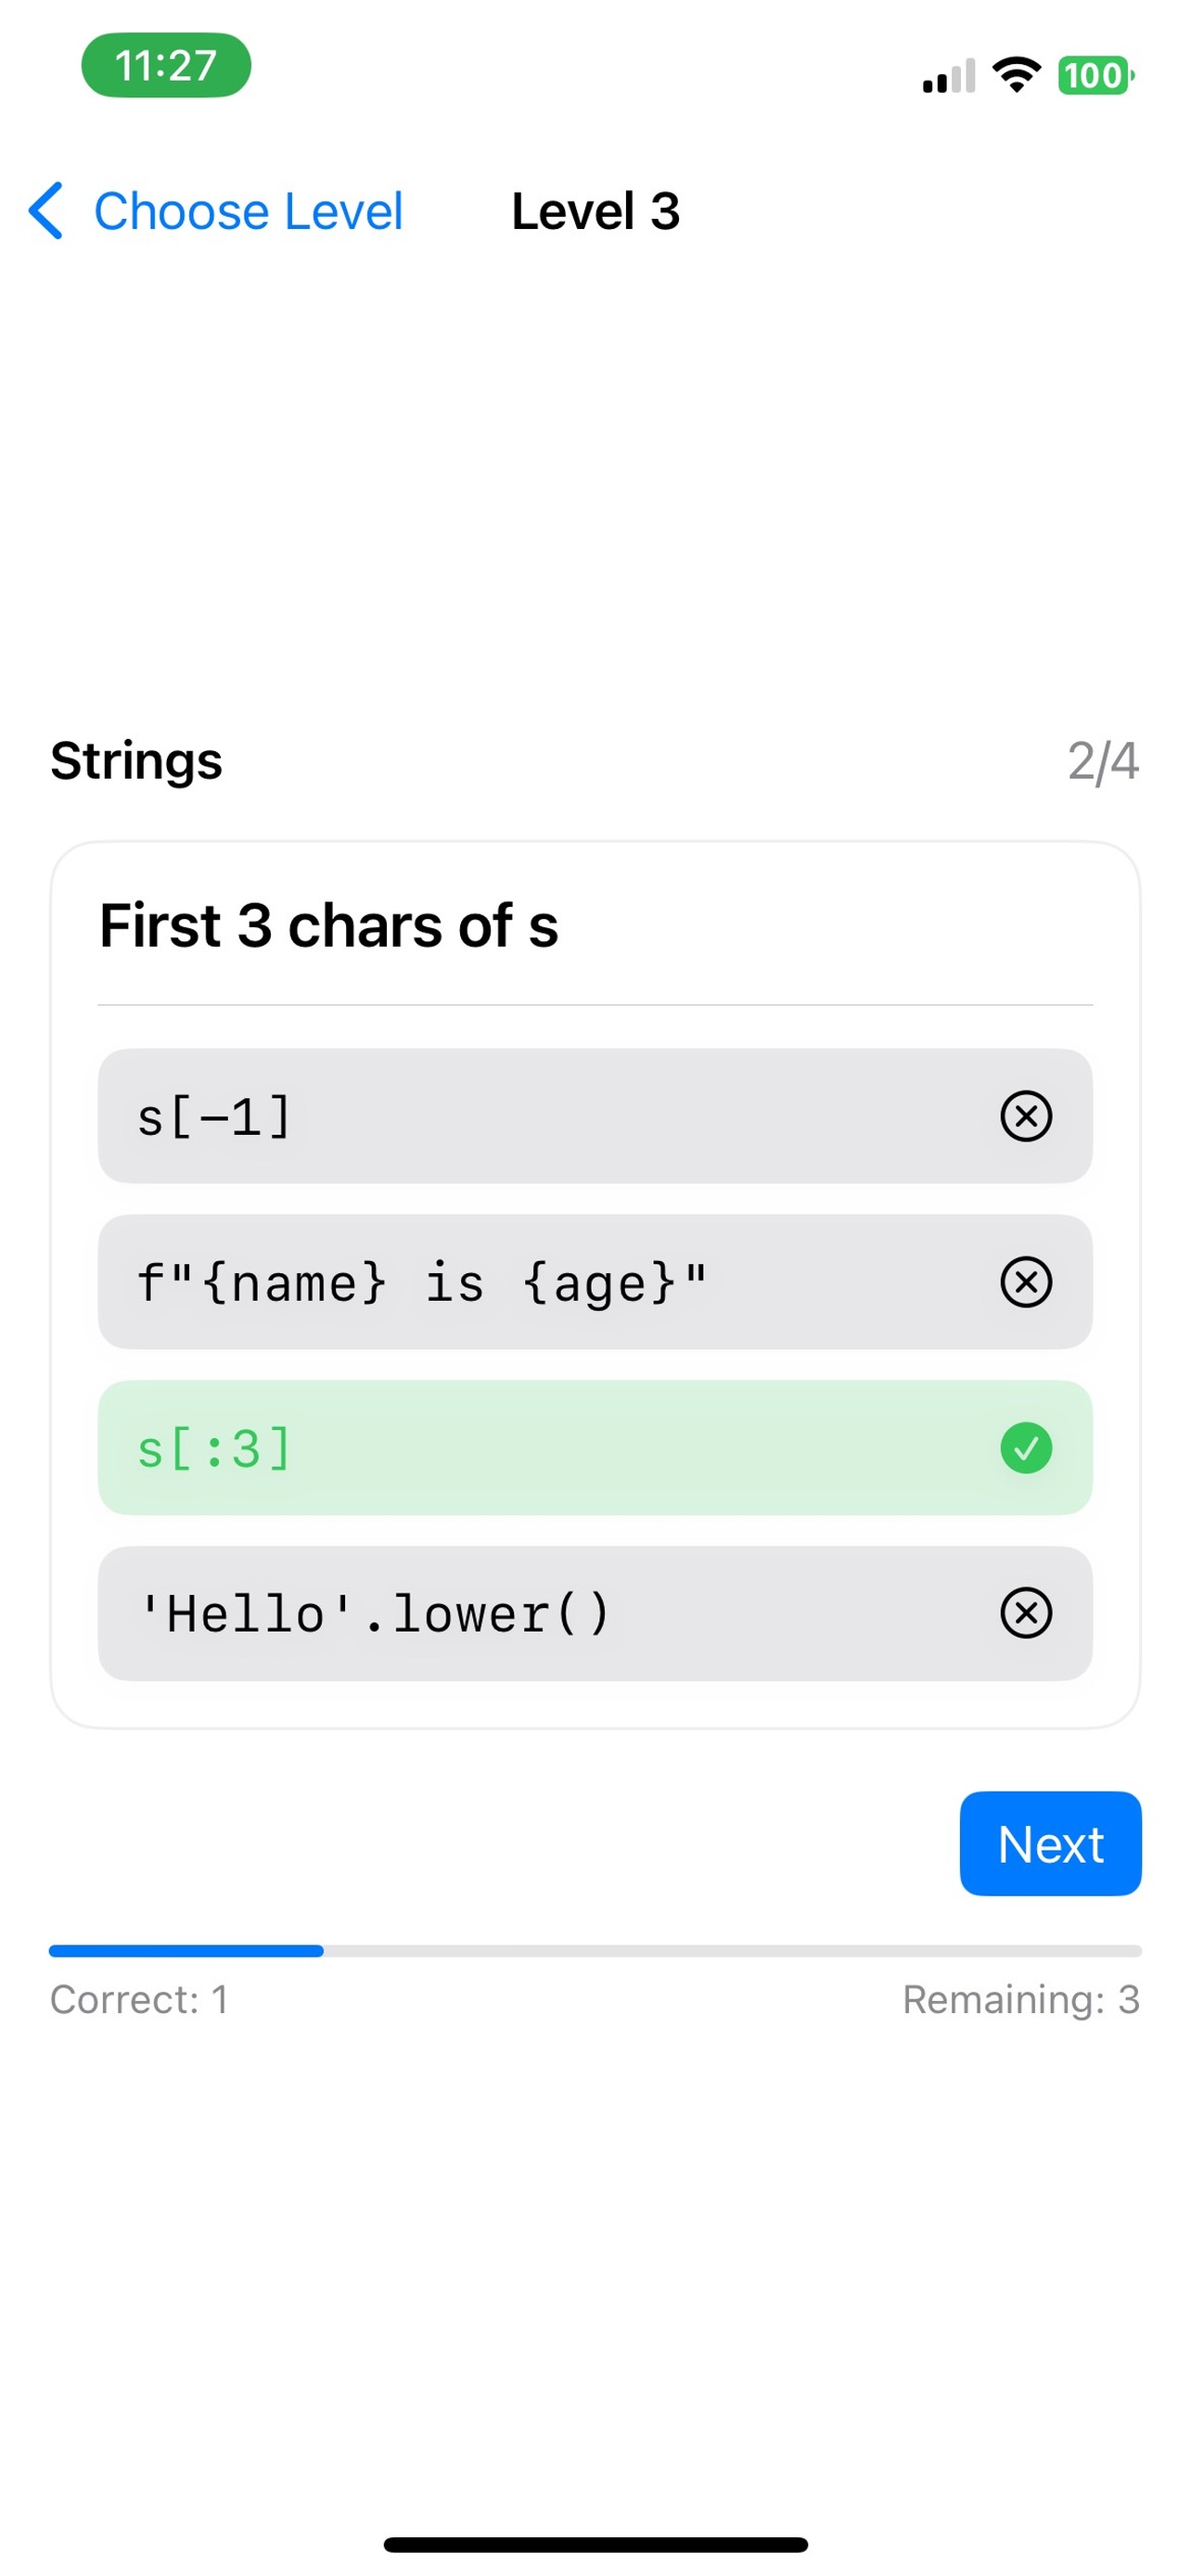 11:27
100
Choose Level
Level 3
Strings
2/4
First 3 chars of s
s[-1]
f"{name} is {age}"
s[:3]
'Hello'.lower()
Next
Correct: 1
Remaining: 3